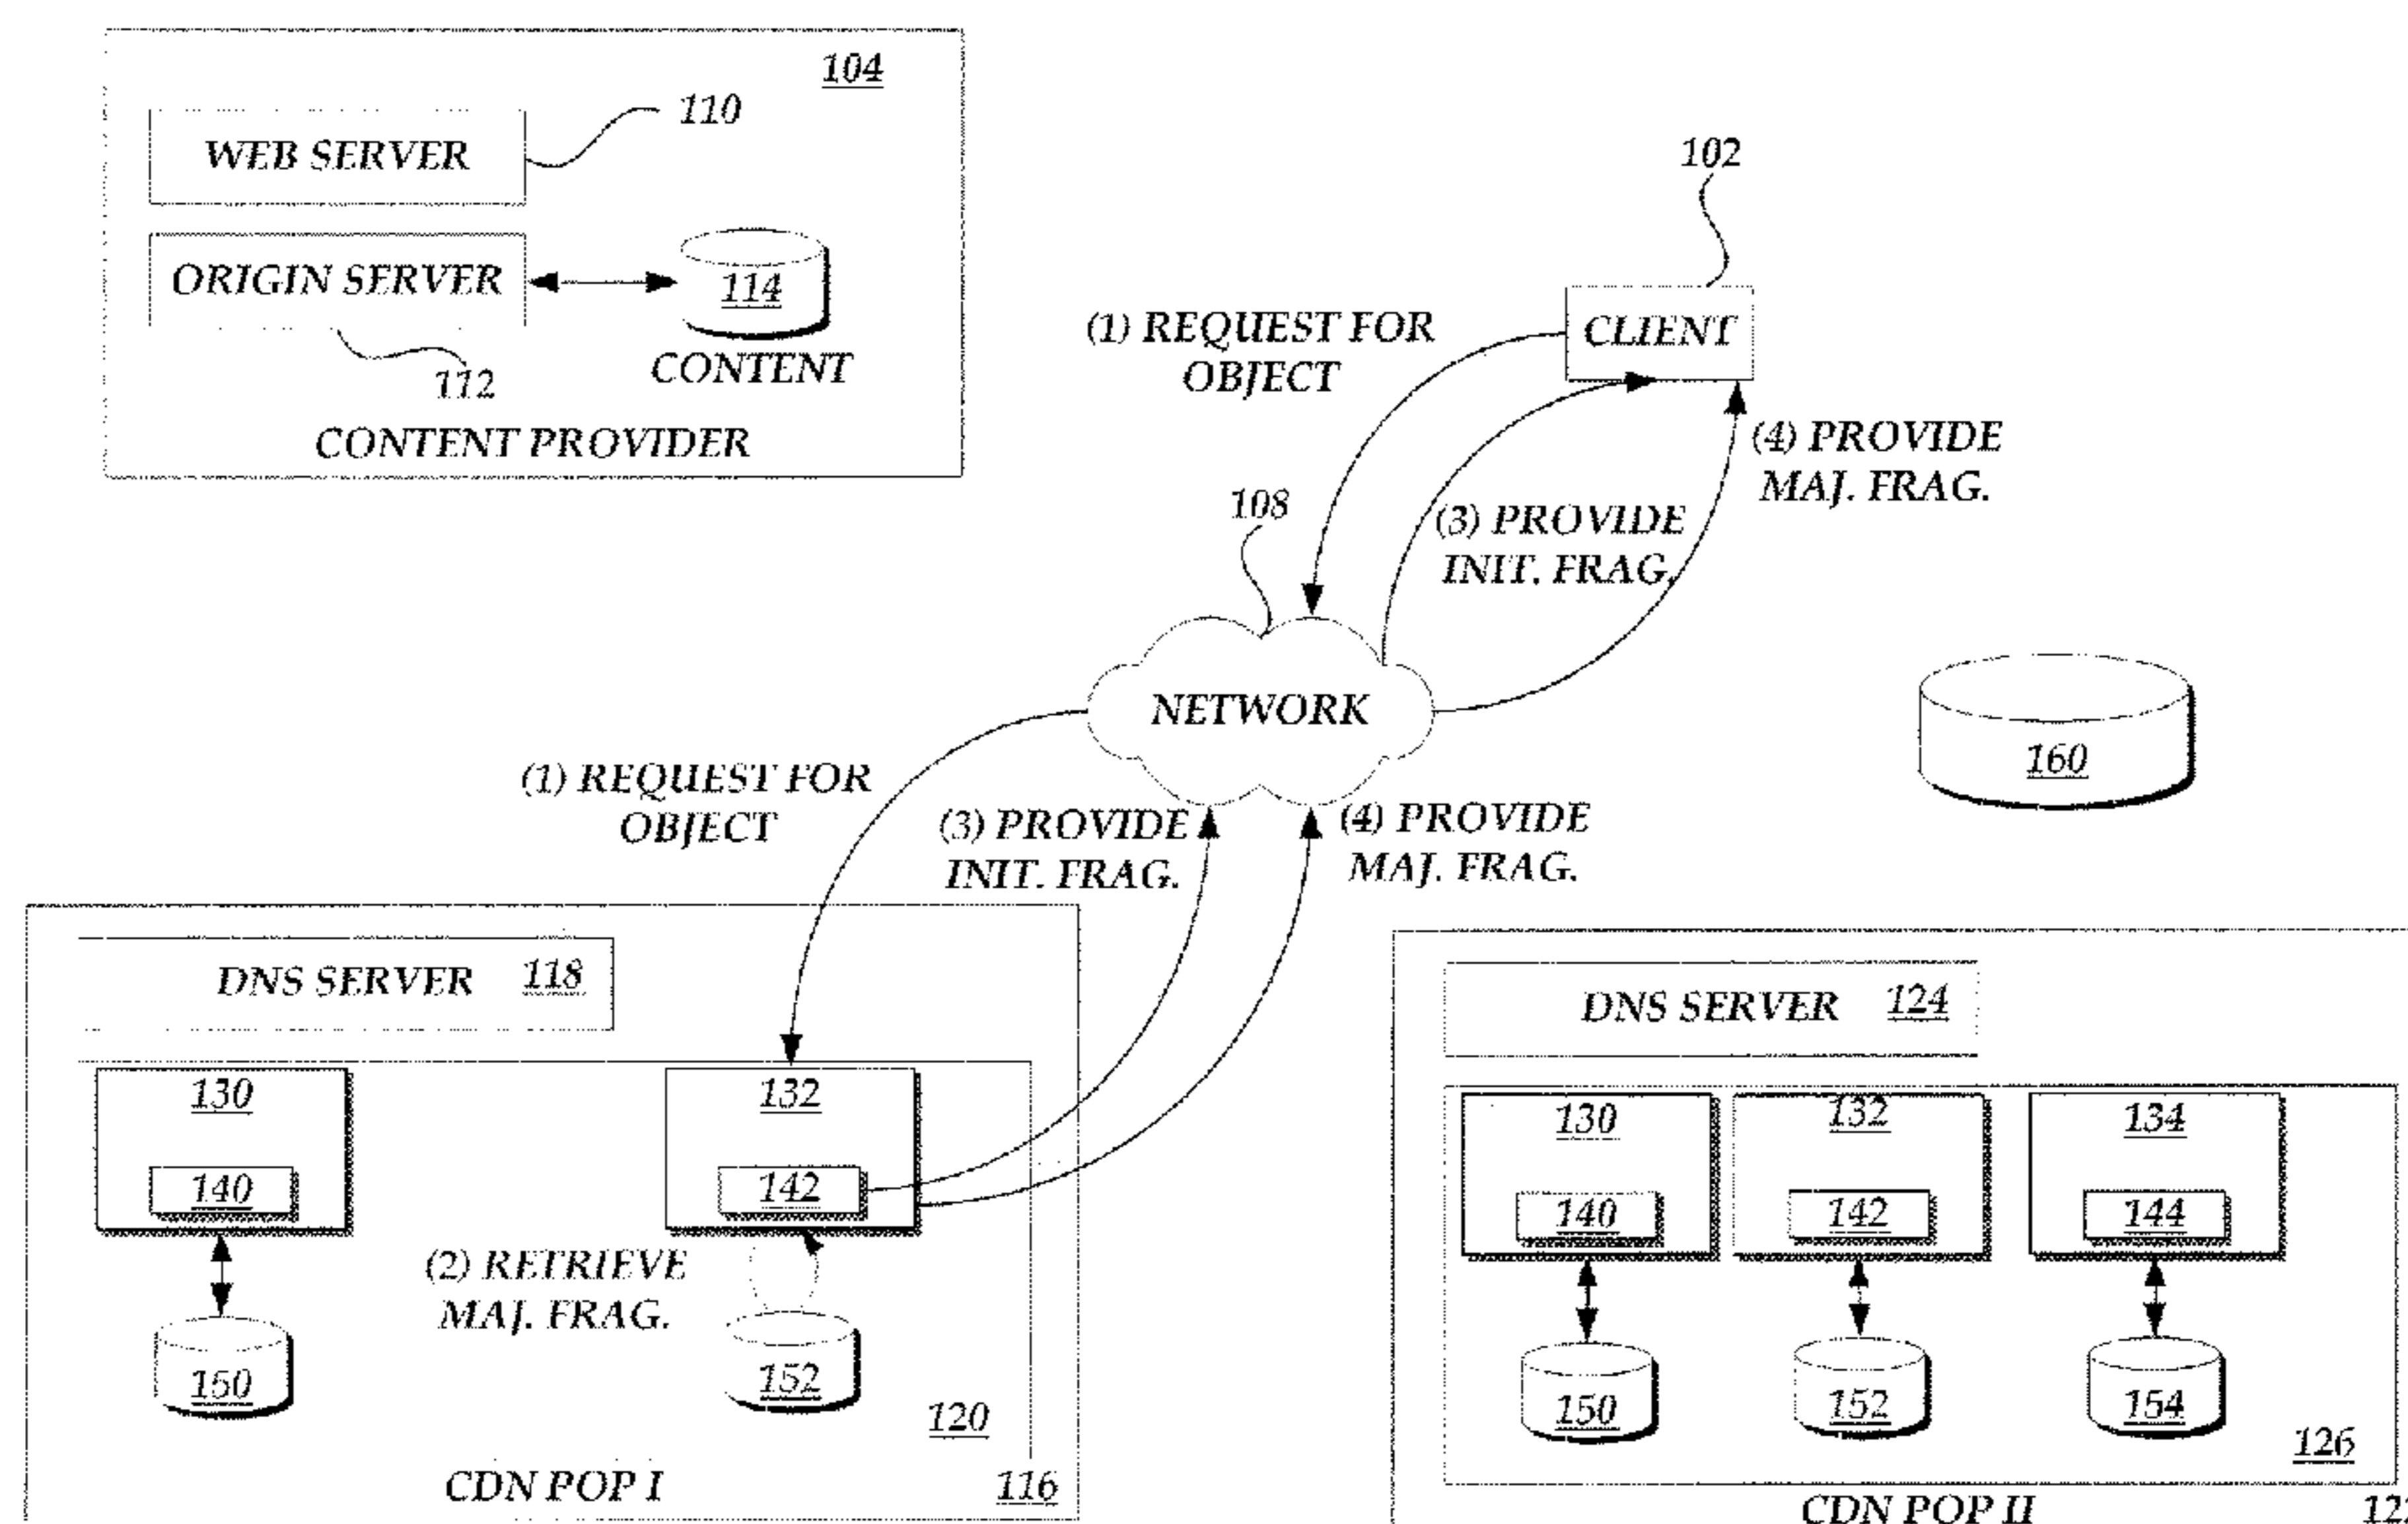 104
WEB SERVER
110
ORIGIN SERVER
114
112
CONTENT
CONTENT PROVIDER
102
CLIENT
(1) REQUEST FOR
OBJECT
(4) PROVIDE
MAJ. FRAG.
108
(3) PROVIDE
INIT. FRAG.
NETWORK
160
(1) REQUEST FOR
OBJECT
(3) PROVIDE
INIT. FRAG.
(4) PROVIDE
MAJ. FRAG.
DNS SERVER 118
130
132
140
142
(2) RETRIEVE
MAJ. FRAG.
150
152
120
CDN POP I
116
DNS SERVER 124
130
132
134
140
142
144
150
152
154
126
CDN POP II